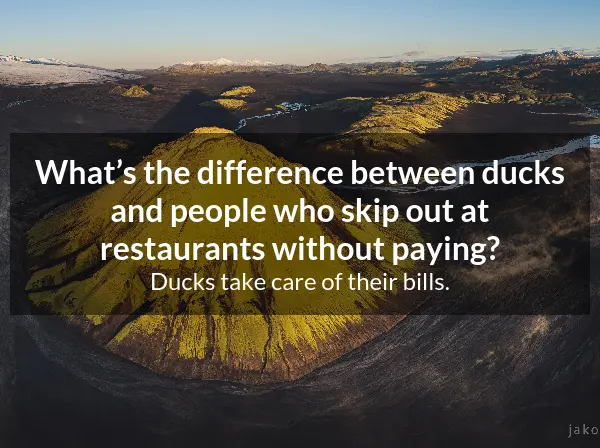 What’s the difference between ducks
and people who skip out at
restaurants without paying?
Ducks take care of their bills.
jako